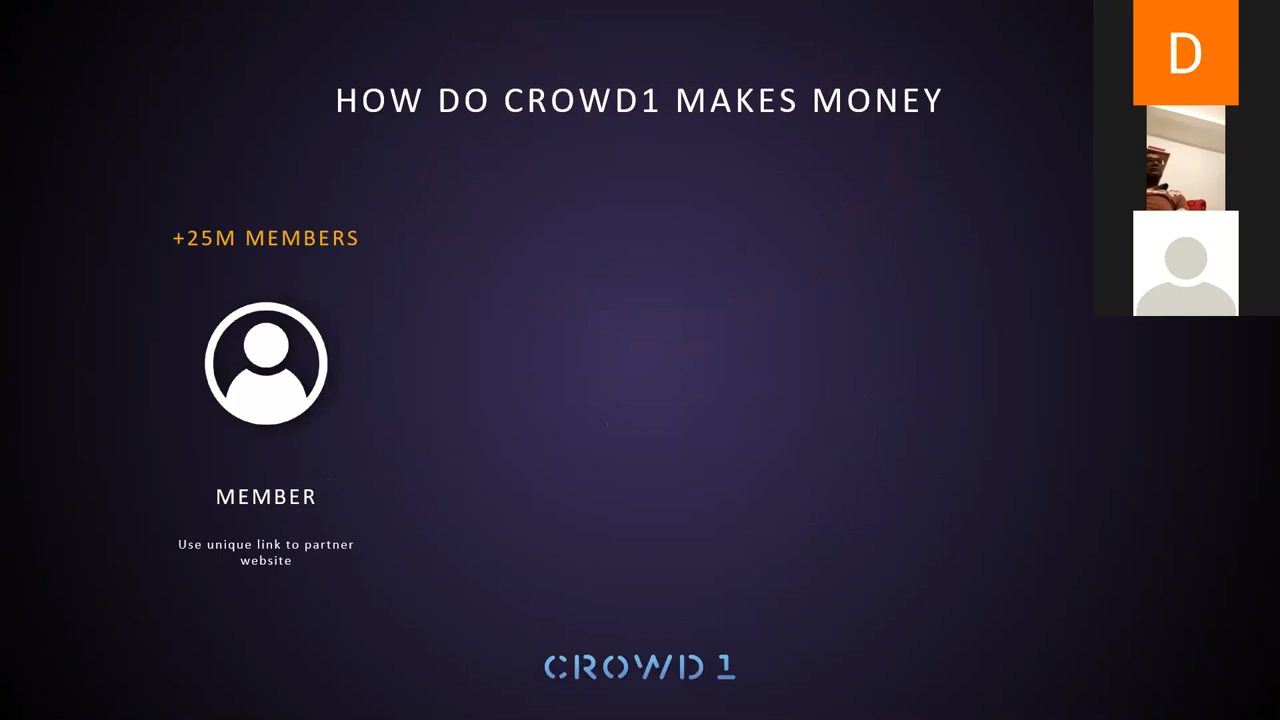 HOW DO CROWD1 MAKES MONEY
D
+25M MEMBERS
MEMBER
Use unique link to partner
website
CROWD1